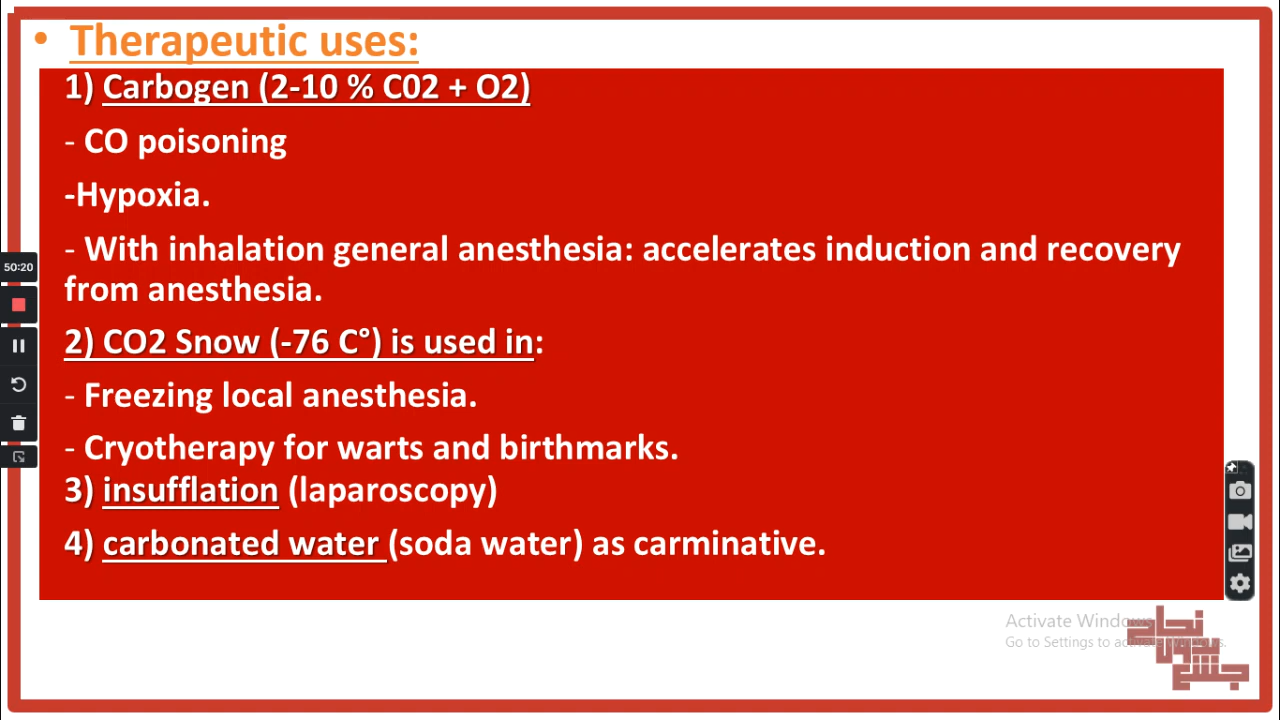 • Therapeutic uses:
1) Carbogen (2-10 % C02 + O2)
- CO poisoning
-Hypoxia.
- With inhalation general anesthesia: accelerates induction and recovery
from anesthesia.
2) CO2 Snow (-76 C°) is used in:
- Freezing local anesthesia.
- Cryotherapy for warts and birthmarks.
3) insufflation (laparoscopy)
4) carbonated water (soda water) as carminative.
50:20
Activate Windows
Go to Settings to activate Windows.
نجاح
بدون